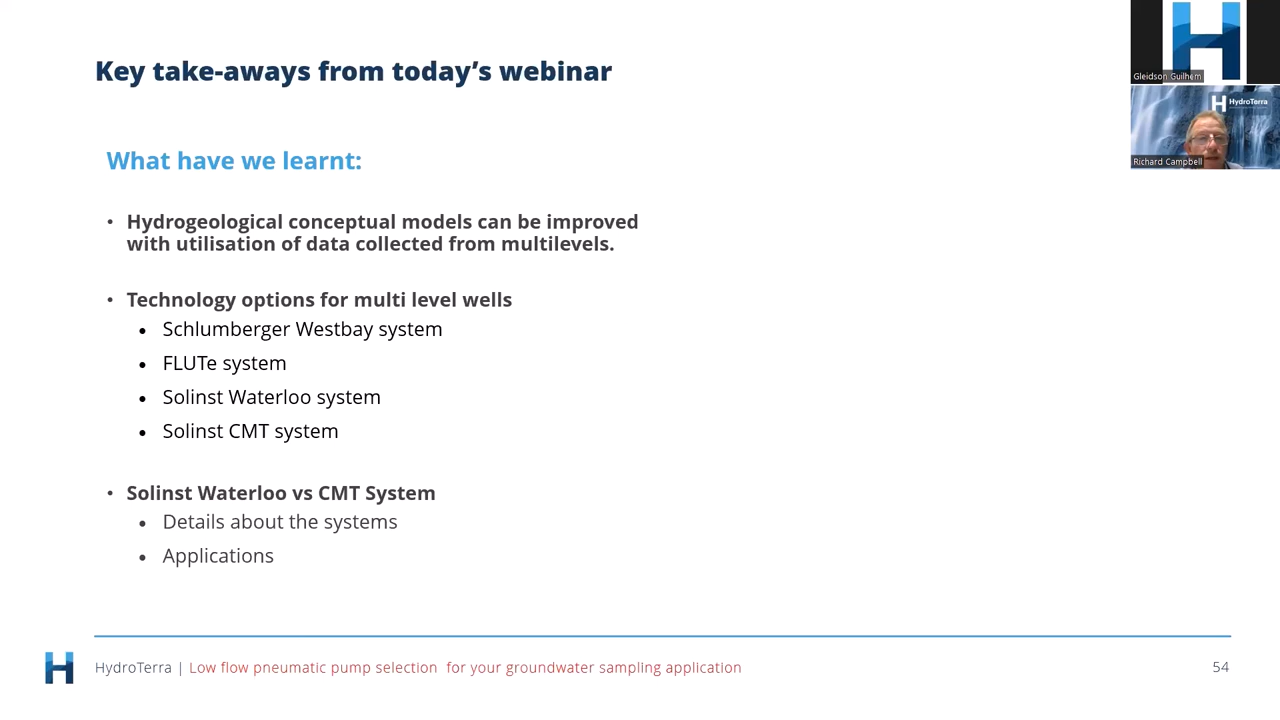 Key take-aways from today's webinar
Gleidson Guilhem
HydroTerra
Richard Campbell
What have we learnt:
• Hydrogeological conceptual models can be improved
with utilisation of data collected from multilevels.
• Technology options for multi level wells
• Schlumberger Westbay system
• FLUTe system
• Solinst Waterloo system
• Solinst CMT system
• Solinst Waterloo vs CMT System
• Details about the systems
• Applications
HydroTerra | Low flow pneumatic pump selection for your groundwater sampling application
54